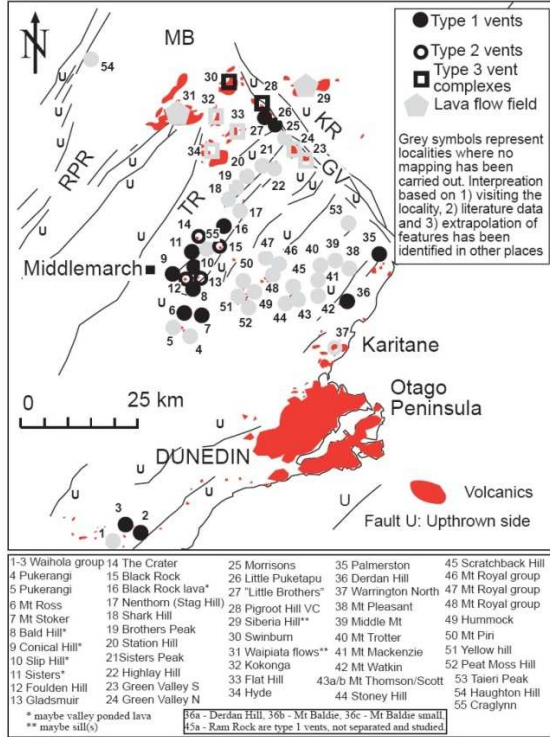 N
MB
Type 1 vents
Type 2 vents
Type 3 vent
complexes
Lava flow field
Grey symbols represent
localities where no
mapping has been
carried out. Interpreation
based on 1) visiting the
locality, 2) literature data
and 3) extrapolation of
features has been
identified in other places
54
U
30
28
U
29
31
32
33
27
26
25
KR
34
24
23
RPR
20
21
19
22
GV
18
17
TR
16
14
55
15
53
11
35
9
10
47
46
40
39
38
Middlemarch
50
45
41
12
13
48
8
51
49
43
42
36
6
7
52
44
5
4
37
Karitane
0
25 km
Otago
Peninsula
DUNEDIN
3
2
1
Volcanics
Fault U: Upthrown side
1-3 Waihola group
4 Pukerangi
5 Pukerangi
6 Mt Ross
7 Mt Stoker
8 Bald Hill*
9 Conical Hill*
10 Slip Hill*
11 Sisters*
12 Foulden Hill
13 Gladsmuir
14 The Crater
15 Black Rock
16 Black Rock lava*
17 Nenthorn (Stag Hill)
18 Shark Hill
19 Brothers Peak
20 Station Hill
21Sisters Peak
22 Highlay Hill
23 Green Valley S
24 Green Valley N
25 Morrisons
26 Little Puketapu
27 "Little Brothers"
28 Pigroot Hill VC
29 Siberia Hill**
30 Swinburn
31 Waipiata flows**
32 Kokonga
33 Flat Hill
34 Hyde
35 Palmerston
36 Derdan Hill
37 Warrington North
38 Mt Pleasant
39 Middle Mt
40 Mt Trotter
41 Mt Mackenzie
42 Mt Watkin
43a/b Mt Thomson/Scott
44 Stoney Hill
45 Scratchback Hill
46 Mt Royal group
47 Mt Royal group
48 Mt Royal group
49 Hummock
50 Mt Piri
51 Yellow hill
52 Peat Moss Hill
53 Taieri Peak
54 Haughton Hill
55 Craglynn
* maybe valley ponded lava
** maybe sill(s)
36a - Derdan Hill, 36b - Mt Baldie, 36c - Mt Baldie small,
45a - Ram Rock are type 1 vents, not separated and studied.